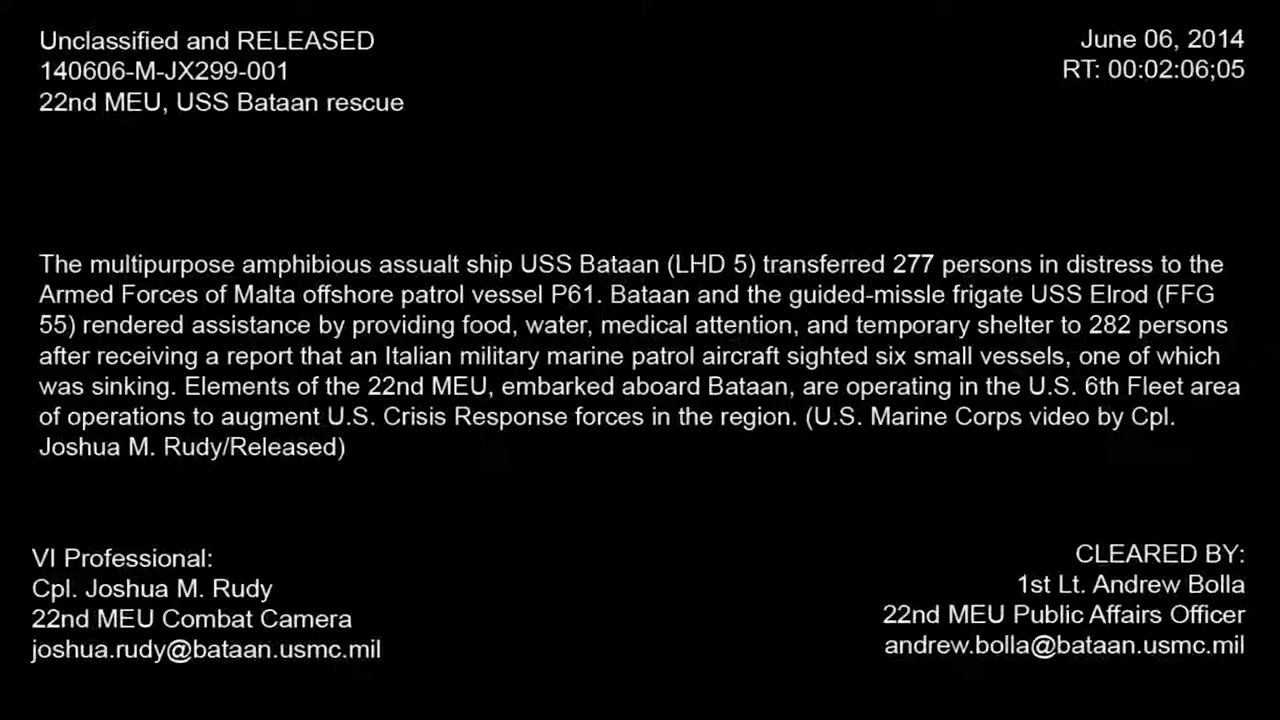 Unclassified and RELEASED
140606-M-JX299-001
22nd MEU, USS Bataan rescue
June 06, 2014
RT: 00:02:06;05
The multipurpose amphibious assualt ship USS Bataan (LHD 5) transferred 277 persons in distress to the
Armed Forces of Malta offshore patrol vessel P61. Bataan and the guided-missle frigate USS Elrod (FFG
55) rendered assistance by providing food, water, medical attention, and temporary shelter to 282 persons
after receiving a report that an Italian military marine patrol aircraft sighted six small vessels, one of which
was sinking. Elements of the 22nd MEU, embarked aboard Bataan, are operating in the U.S. 6th Fleet area
of operations to augment U.S. Crisis Response forces in the region. (U.S. Marine Corps video by Cpl.
Joshua M. Rudy/Released)
VI Professional:
Cpl. Joshua M. Rudy
22nd MEU Combat Camera
joshua.rudy@bataan.usmc.mil
CLEARED BY:
1st Lt. Andrew Bolla
22nd MEU Public Affairs Officer
andrew.bolla@bataan.usmc.mil